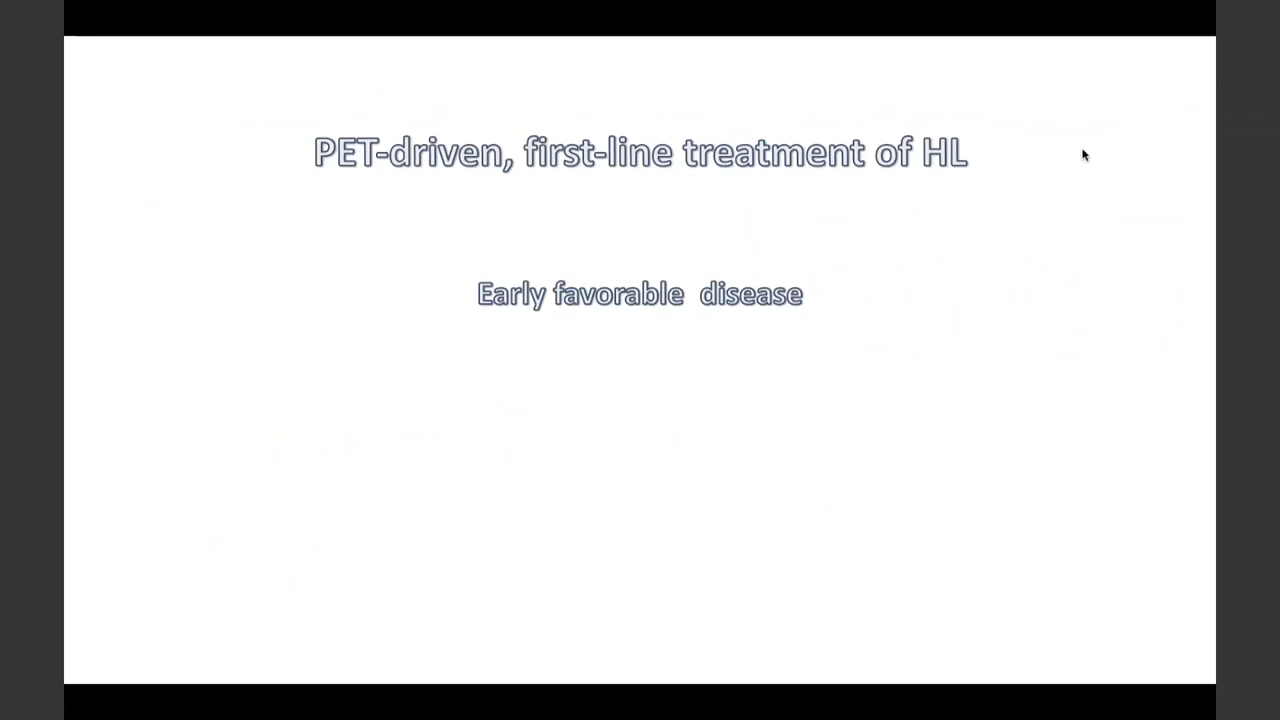 PET-driven, first-line treatment of HL
Early favorable disease